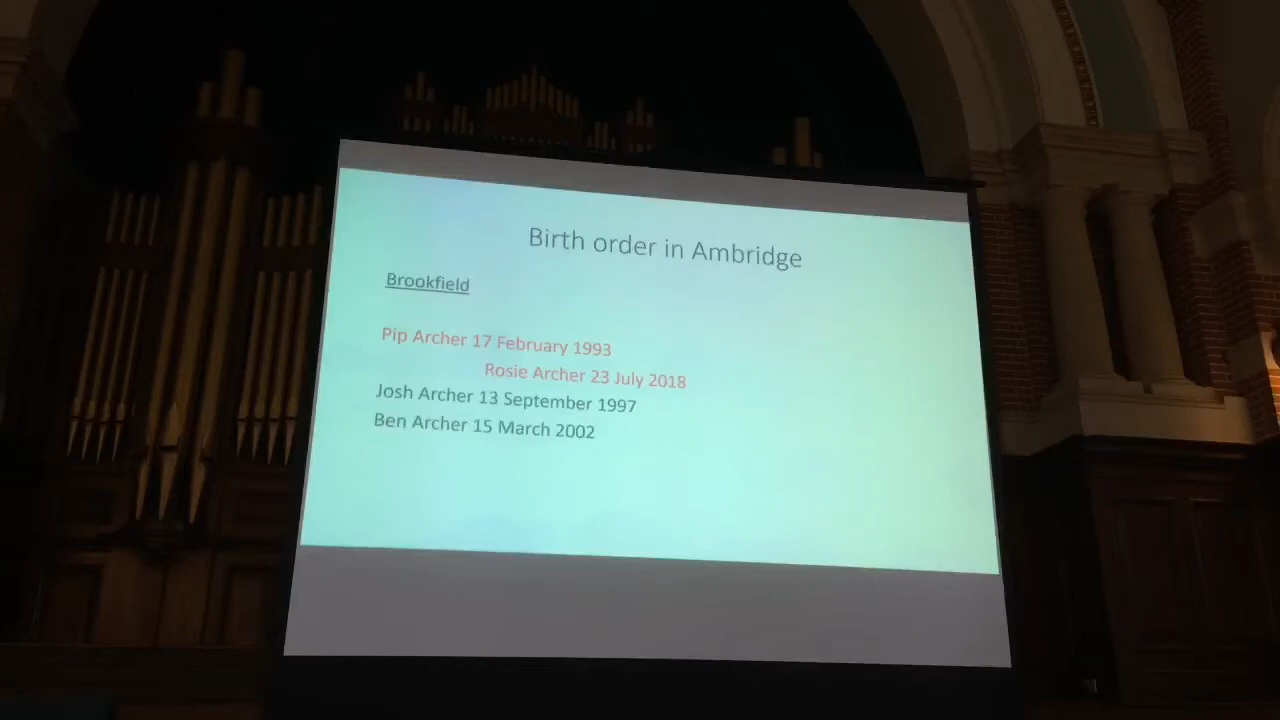 Birth order in Ambridge
Brookfield
Pip Archer 17 February 1993
Rosie Archer 23 July 2018
Josh Archer 13 September 1997
Ben Archer 15 March 2002